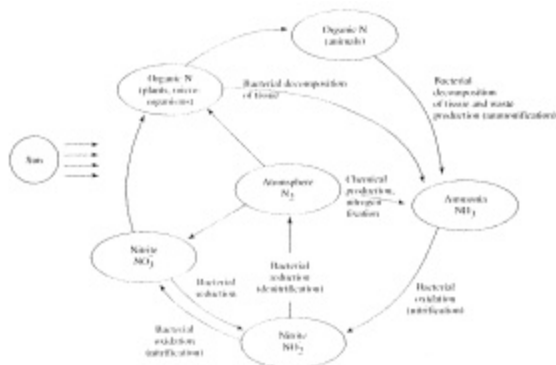 Organic N
(animals)
Organic N
(plants, micro-
organisms)
Bacterial decomposition
of tissue
Bacterial
decomposition
of tissue and waste
production (ammonification)
Sun
Atomsphere
N2
Chemical
production,
nitrogen
fixation
Ammonia
NH3
Nitrite
NO3-
Bacterial
reduction
Bacterial
reduction
(denitrification)
Bacterial
oxidation
(nitrification)
Bacterial
oxidation
(nitrification)
Nitrite
NO2-